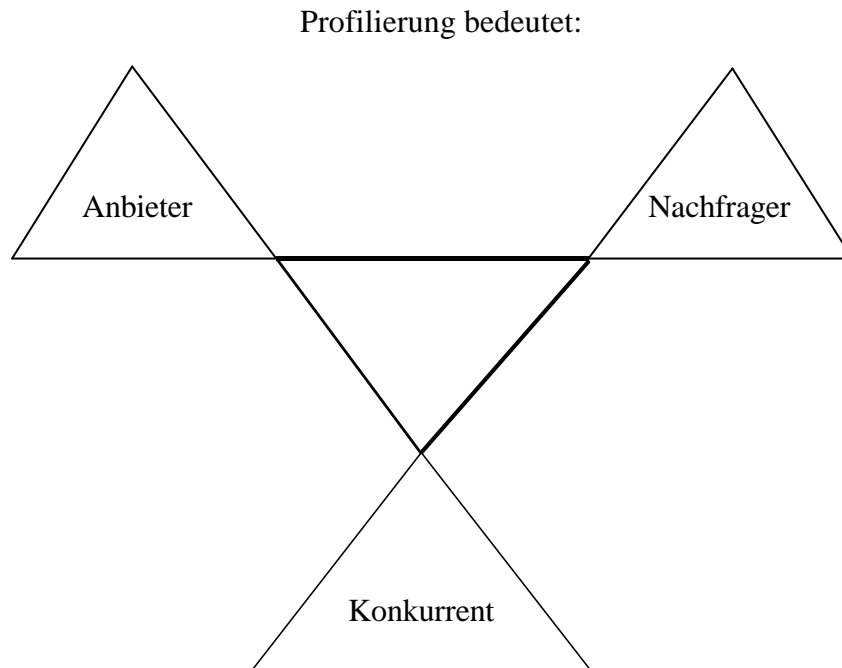 Profilierung bedeutet:
Anbieter
Nachfrager
Konkurrent